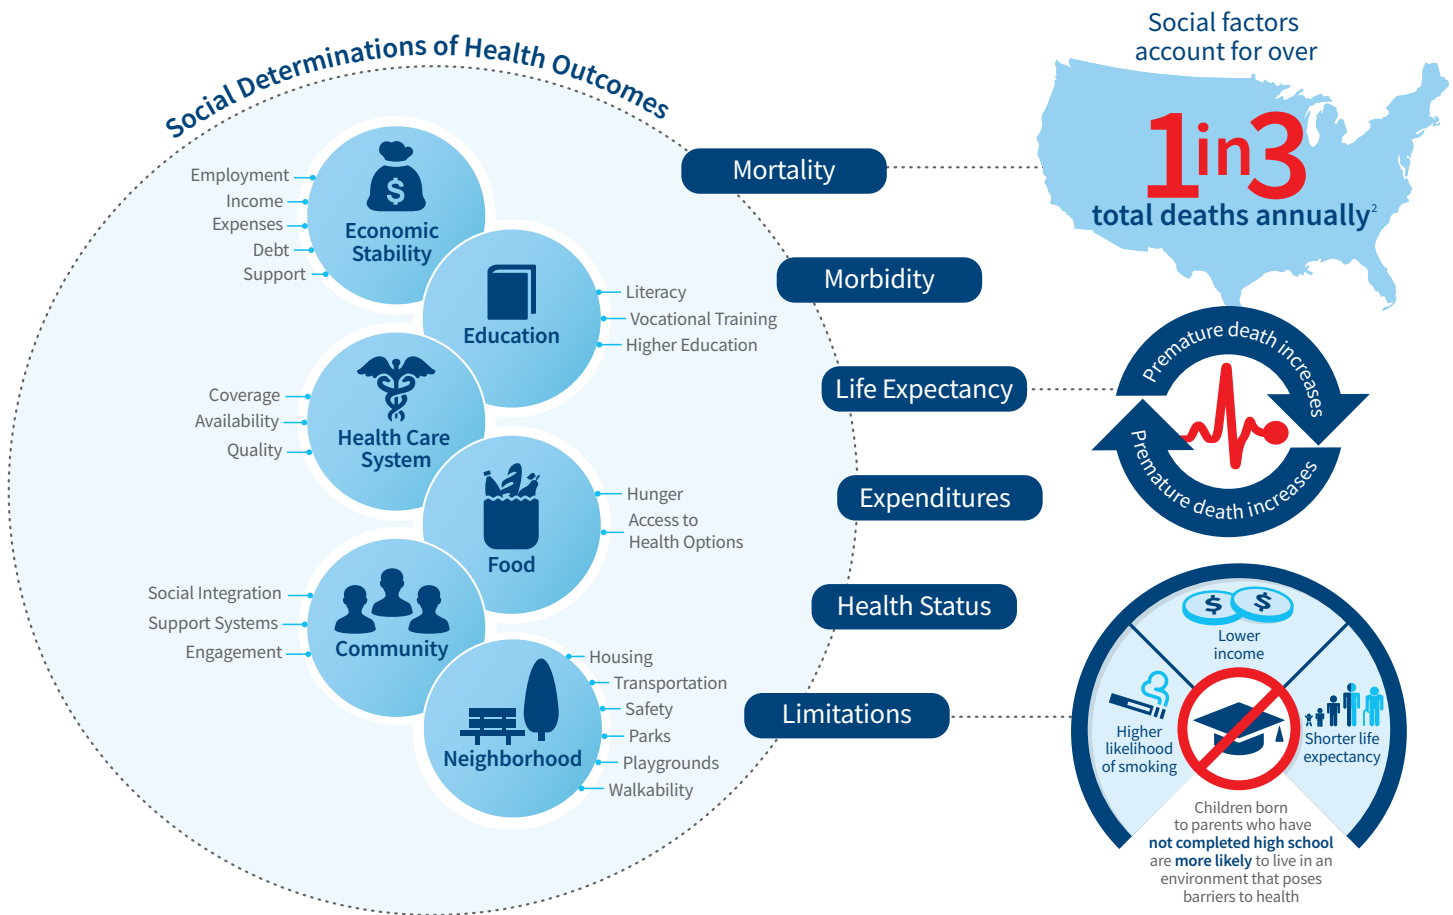 Social Determinations of Health Outcomes
$
Economic
Stability
Employment
Income
Expenses
Debt
Support
Education
Literacy
Vocational Training
Higher Education
Health Care
System
Coverage
Availability
Quality
Food
Hunger
Access to
Health Options
Community
Social Integration
Support Systems
Engagement
Neighborhood
Housing
Transportation
Safety
Parks
Playgrounds
Walkability
Mortality
Morbidity
Life Expectancy
Expenditures
Health Status
Limitations
Social factors
account for over
1 in 3
total deaths annually²
Premature death increases
Premature death increases
$ $
Lower
income
Higher
likelihood
of smoking
Shorter life
expectancy
Children born
to parents who have
not completed high school
are more likely to live in an
environment that poses
barriers to health